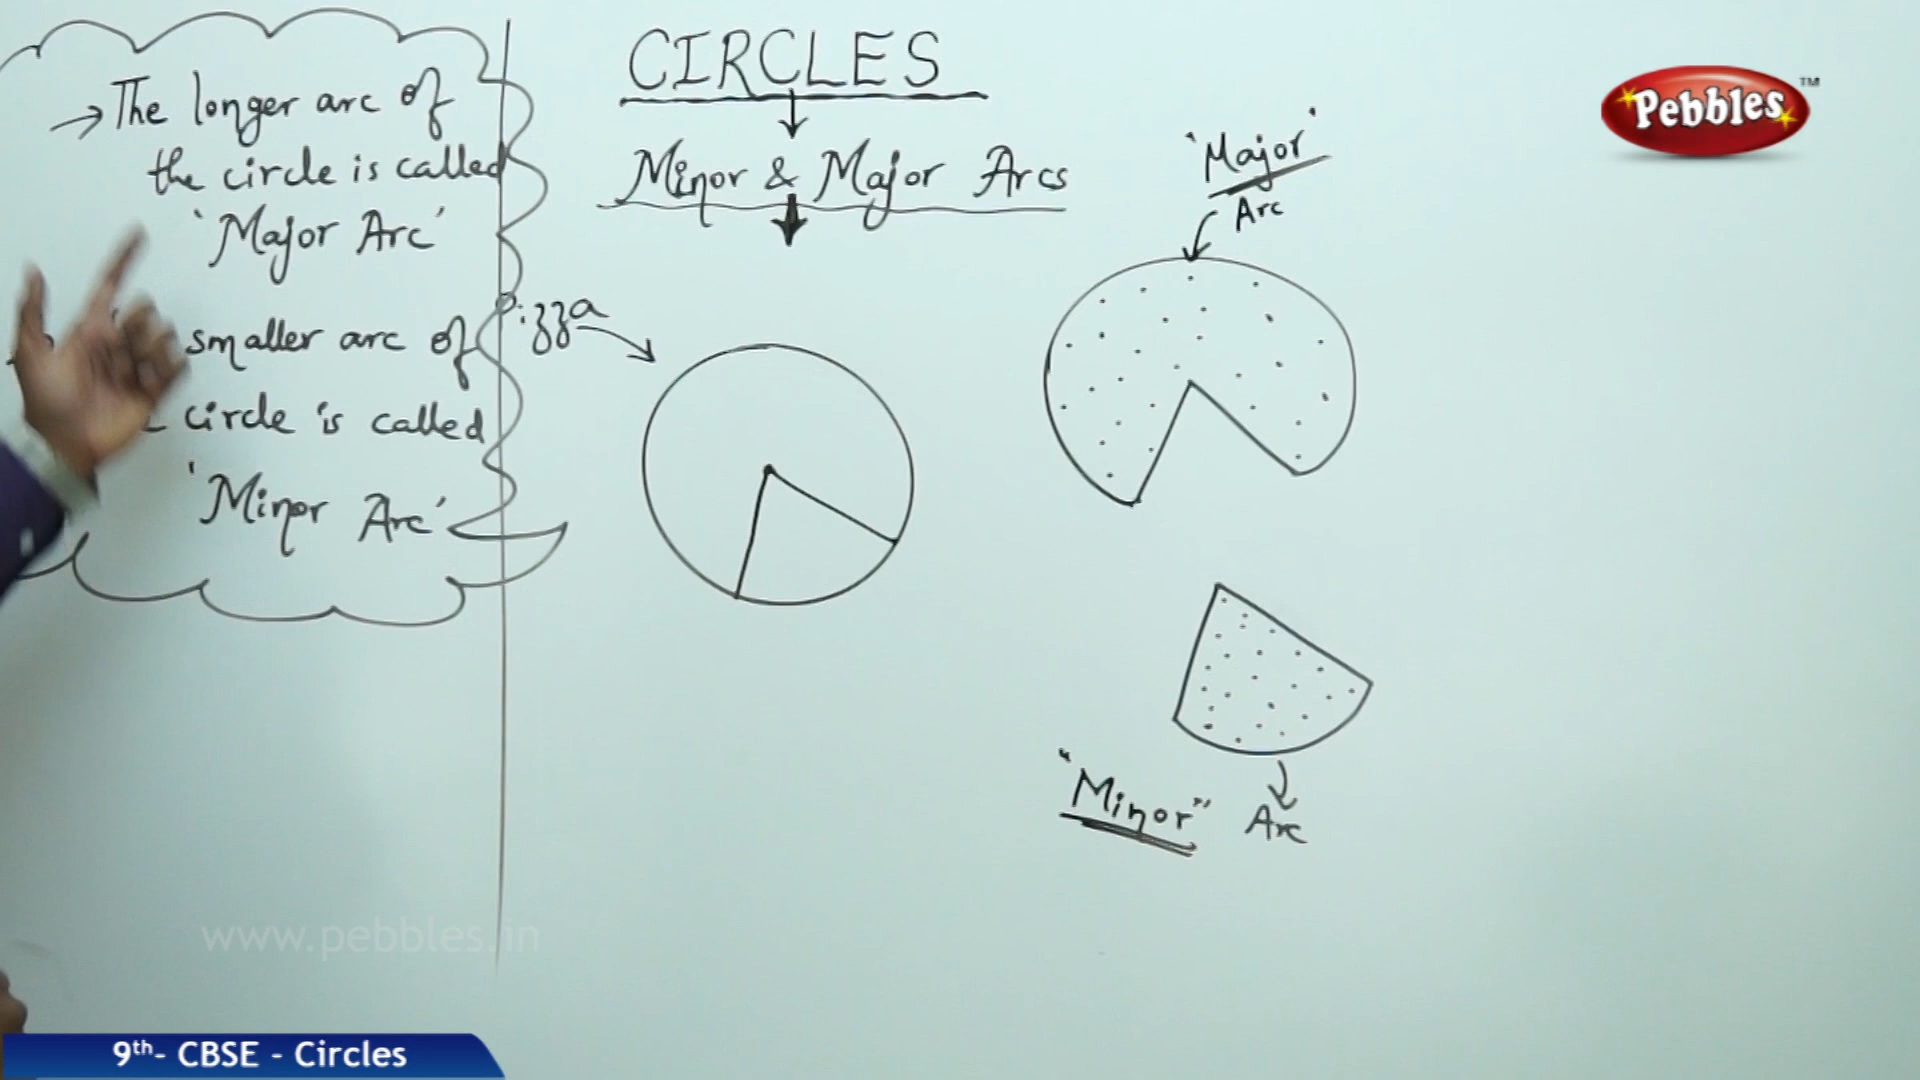 → The longer arc of
the circle is called
'Major Arc'
smaller arc of
circle is called
'Minor Arc'
CIRCLES
Minor & Major Arcs
Pizza
'Major'
Arc
"Minor" Arc
Pebbles™
www.pebbles.in
9th- CBSE - Circles